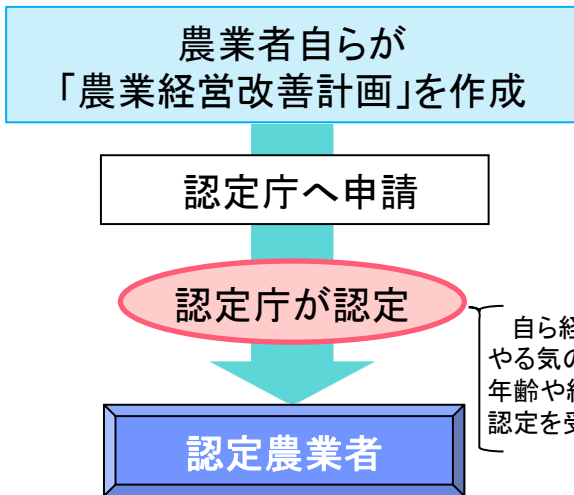 農業者自らが
「農業経営改善計画」を作成
認定庁へ申請
認定庁が認定
自ら経
やる気の
年齢や
認定を受
認定農業者